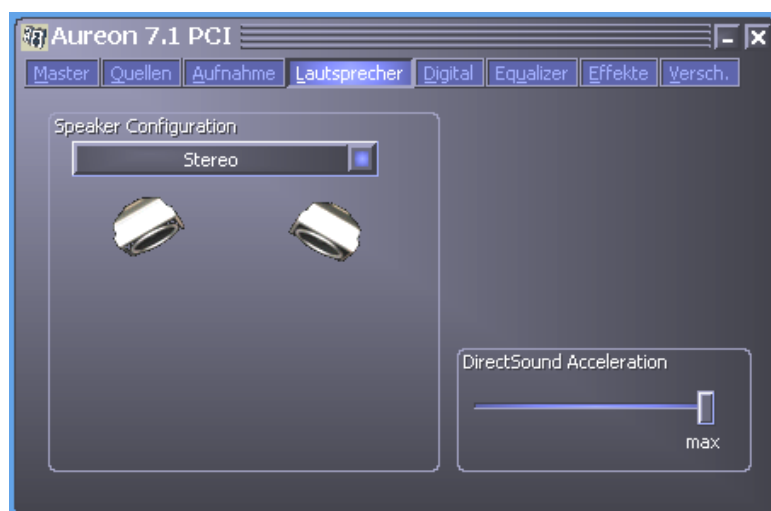 Aureon 7.1 PCI
Master Quellen Aufnahme Lautsprecher Digital Equalizer Effekte Versch.
Speaker Configuration
Stereo
DirectSound Acceleration
max